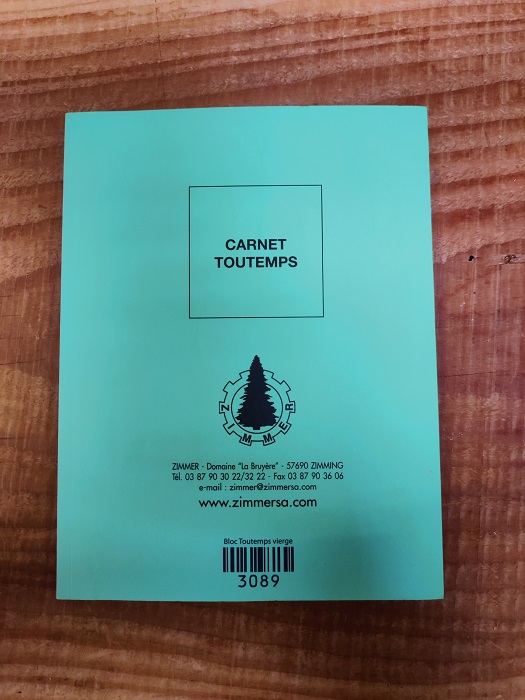 CARNET
TOUTEMPS
ZIMMER
ZIMMER - Domaine "La Bruyère" - 57690 ZIMMING
Tél. 03 87 90 30 22/32 22 - Fax 03 87 90 36 06
e-mail : zimmer@zimmersa.com
www.zimmersa.com
Bloc Toutemps vierge
3089